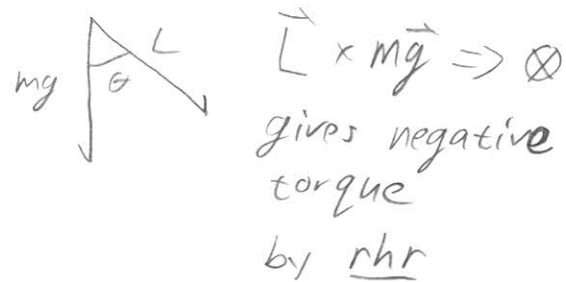 mg θ L
L⃗ × mg⃗ ⇒ ⊗
gives negative
torque
by rhr